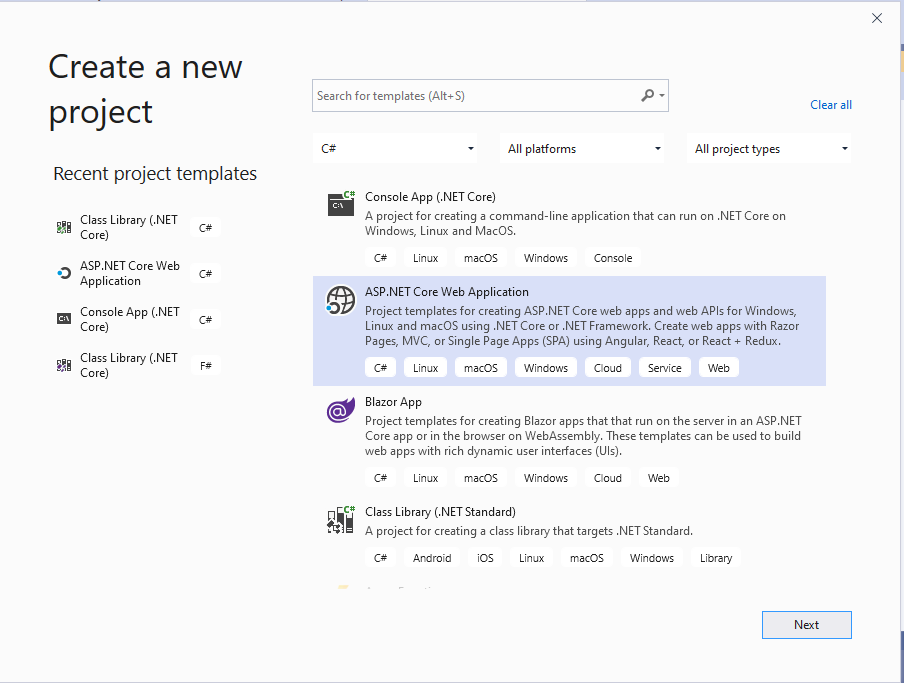 Create a new
project
Search for templates (Alt+S)
Clear all
C#
All platforms
All project types
Recent project templates
Class Library (.NET
Core)
C#
ASP.NET Core Web
Application
C#
Console App (.NET
Core)
C#
Class Library (.NET
Core)
F#
C#
C:\
Console App (.NET Core)
A project for creating a command-line application that can run on .NET Core on
Windows, Linux and MacOS.
C# Linux macOS Windows Console
ASP.NET Core Web Application
Project templates for creating ASP.NET Core web apps and web APIs for Windows,
Linux and macOS using .NET Core or .NET Framework. Create web apps with Razor
Pages, MVC, or Single Page Apps (SPA) using Angular, React, or React + Redux.
C# Linux macOS Windows Cloud Service Web
Blazor App
Project templates for creating Blazor apps that that run on the server in an ASP.NET
Core app or in the browser on WebAssembly. These templates can be used to build
web apps with rich dynamic user interfaces (UIs).
C# Linux macOS Windows Cloud Web
C#
Class Library (.NET Standard)
A project for creating a class library that targets .NET Standard.
C# Android iOS Linux macOS Windows Library
Next